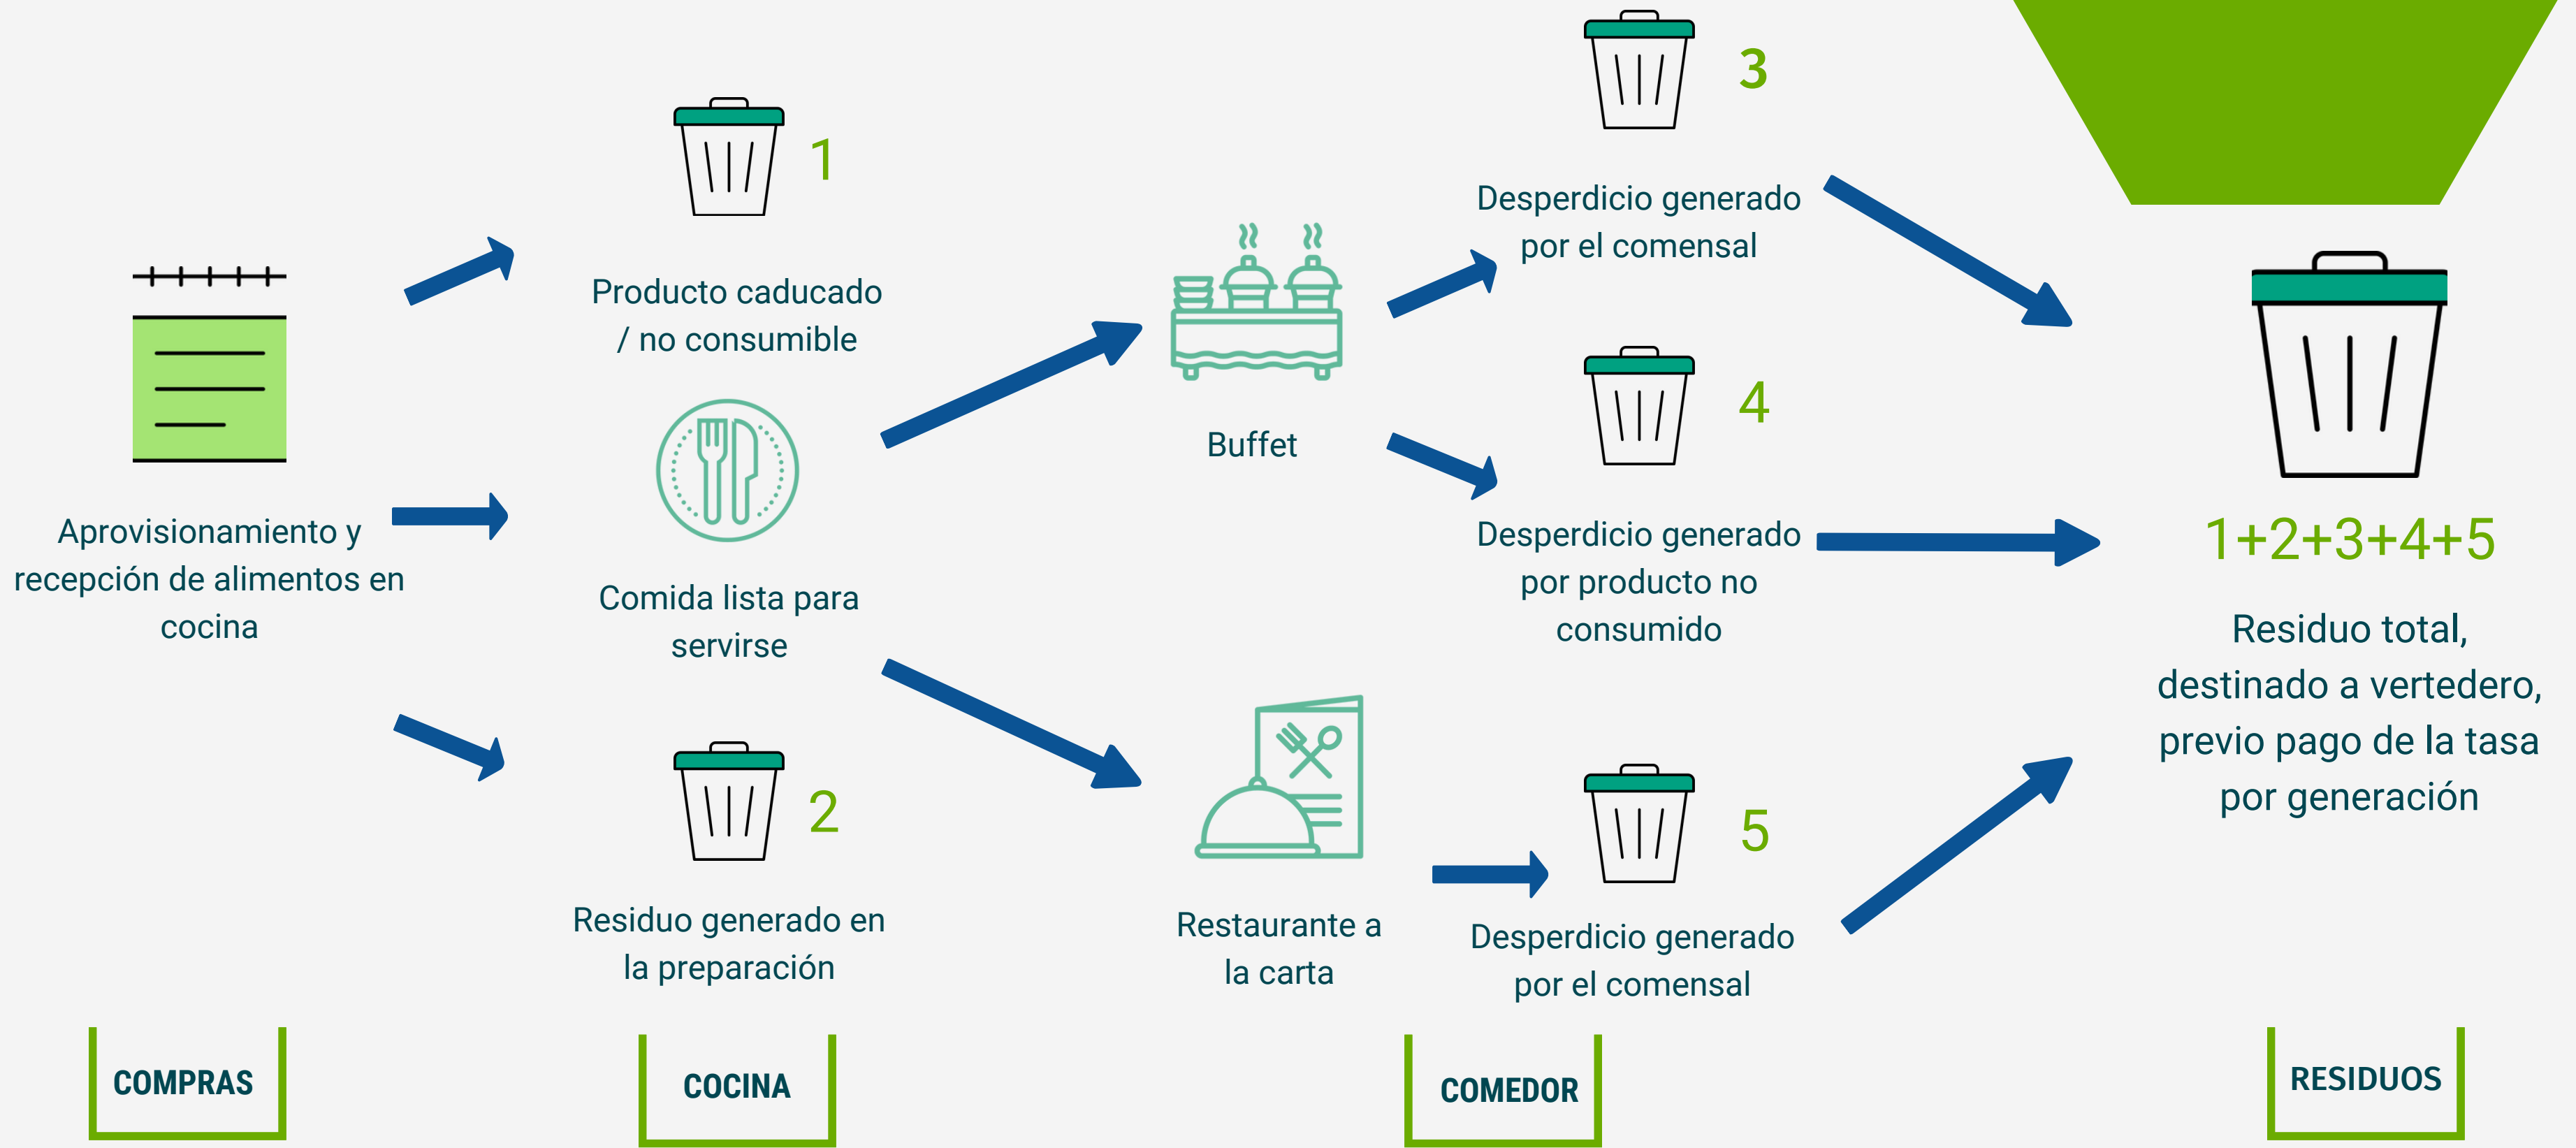 Aprovisionamiento y
recepción de alimentos en
cocina
1
Producto caducado
/ no consumible
Comida lista para
servirse
2
Residuo generado en
la preparación
Buffet
Restaurante a
la carta
3
Desperdicio generado
por el comensal
4
Desperdicio generado
por producto no
consumido
5
Desperdicio generado
por el comensal
1+2+3+4+5
Residuo total,
destinado a vertedero,
previo pago de la tasa
por generación
COMPRAS
COCINA
COMEDOR
RESIDUOS